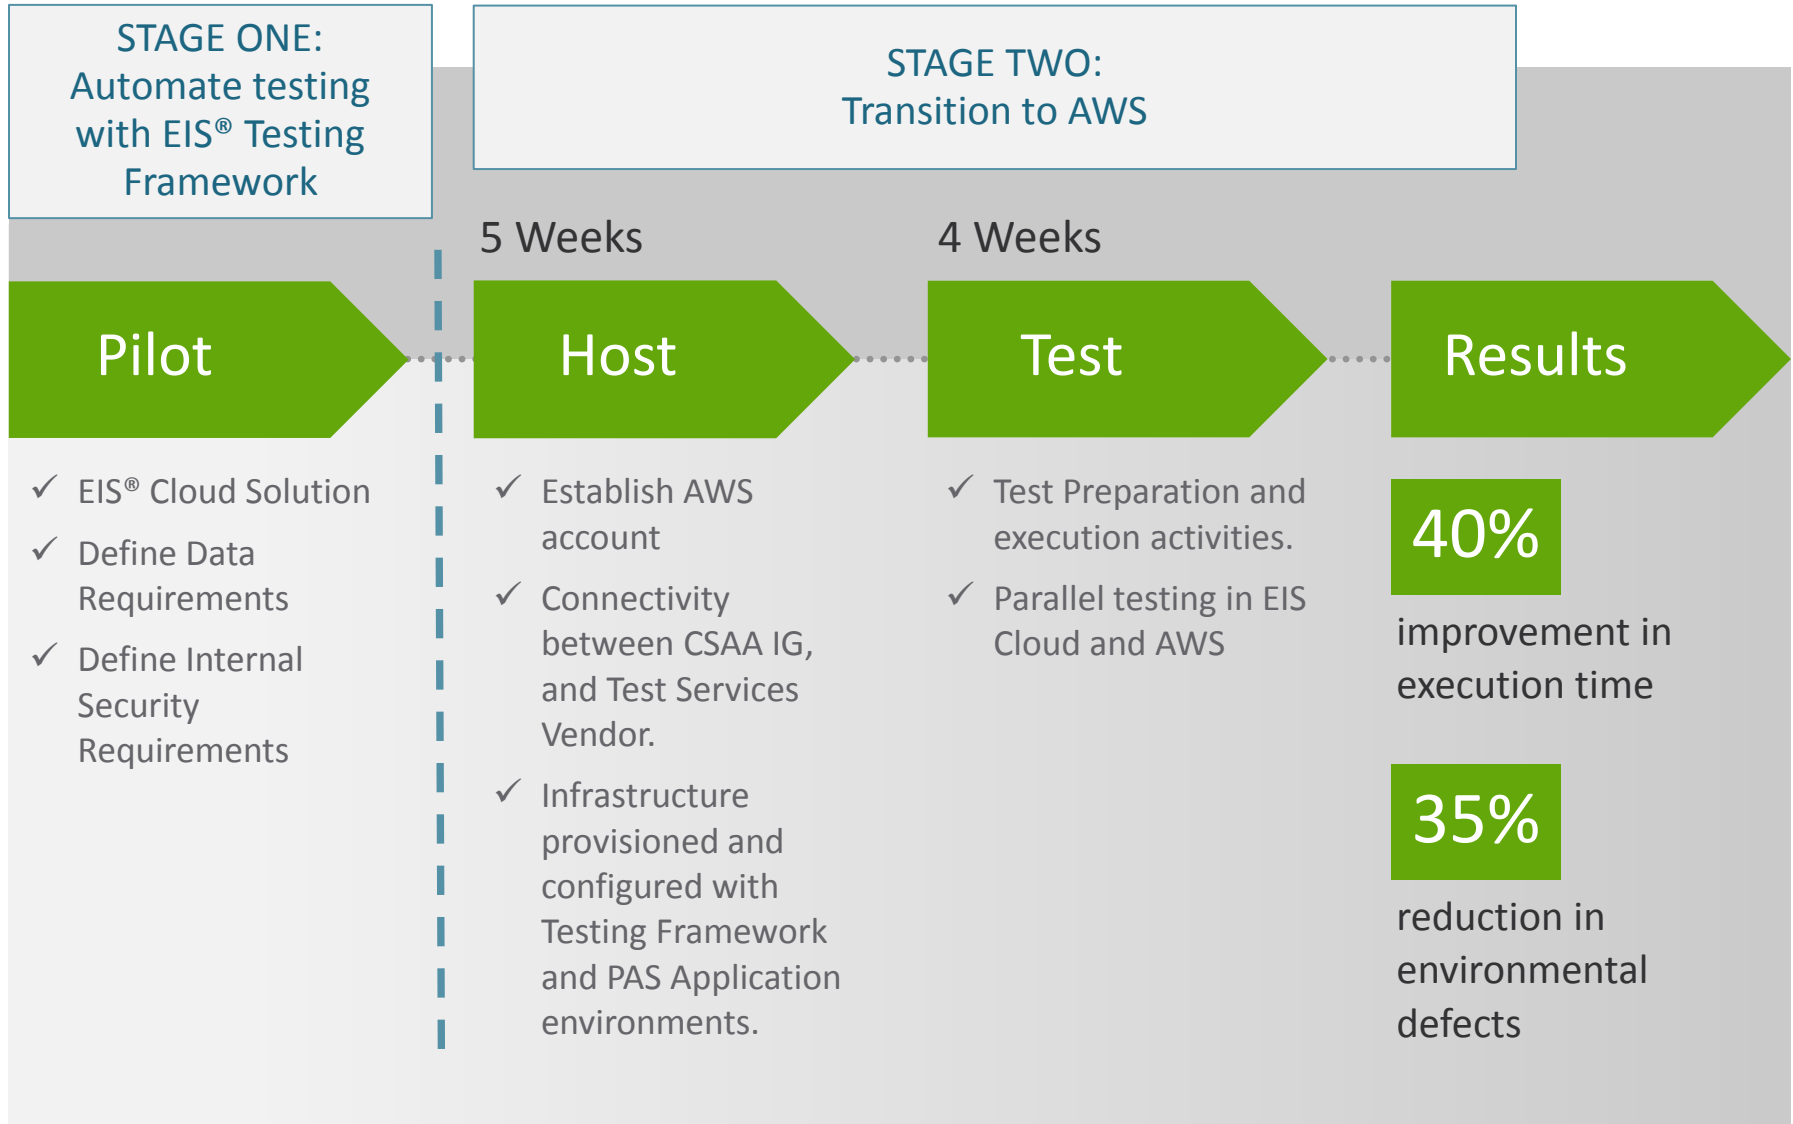 STAGE ONE:
Automate testing
with EIS® Testing
Framework
STAGE TWO:
Transition to AWS
5 Weeks
4 Weeks
Pilot
Host
Test
Results
✓ EIS® Cloud Solution
✓ Define Data
Requirements
✓ Define Internal
Security
Requirements
✓ Establish AWS
account
✓ Connectivity
between CSAA IG,
and Test Services
Vendor.
✓ Infrastructure
provisioned and
configured with
Testing Framework
and PAS Application
environments.
✓ Test Preparation and
execution activities.
✓ Parallel testing in EIS
Cloud and AWS
40%
improvement in
execution time
35%
reduction in
environmental
defects